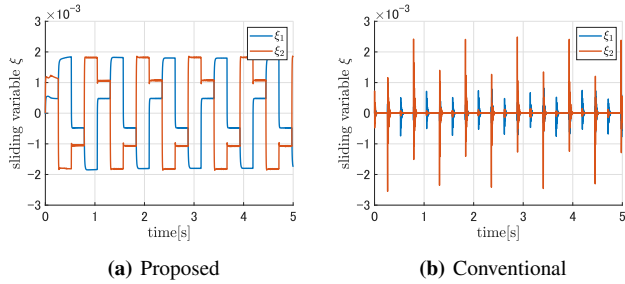 ×10⁻³
3
2
1
0
−1
−2
−3
sliding variable ξ
0 1 2 3 4 5
time[s]
ξ₁
ξ₂
(a) Proposed
×10⁻³
3
2
1
0
−1
−2
−3
sliding variable ξ
0 1 2 3 4 5
time[s]
ξ₁
ξ₂
(b) Conventional